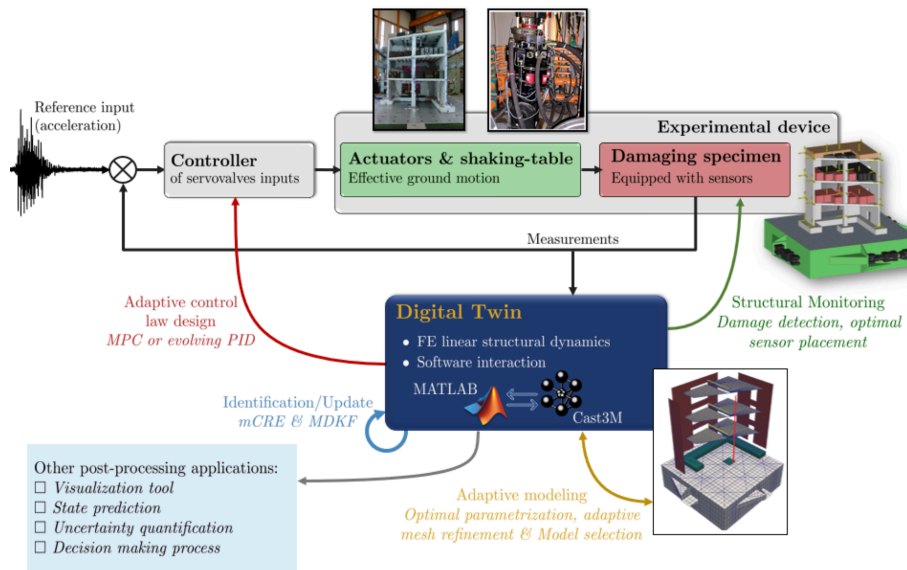 Reference input
(acceleration)
Experimental device
Controller
of servovalves inputs
Actuators & shaking-table
Effective ground motion
Damaging specimen
Equipped with sensors
Measurements
Adaptive control
law design
MPC or evolving PID
Digital Twin
• FE linear structural dynamics
• Software interaction
MATLAB
Cast3M
Structural Monitoring
Damage detection, optimal
sensor placement
Identification/Update
mCRE & MDKF
Other post-processing applications:
☐ Visualization tool
☐ State prediction
☐ Uncertainty quantification
☐ Decision making process
Adaptive modeling
Optimal parametrization, adaptive
mesh refinement & Model selection